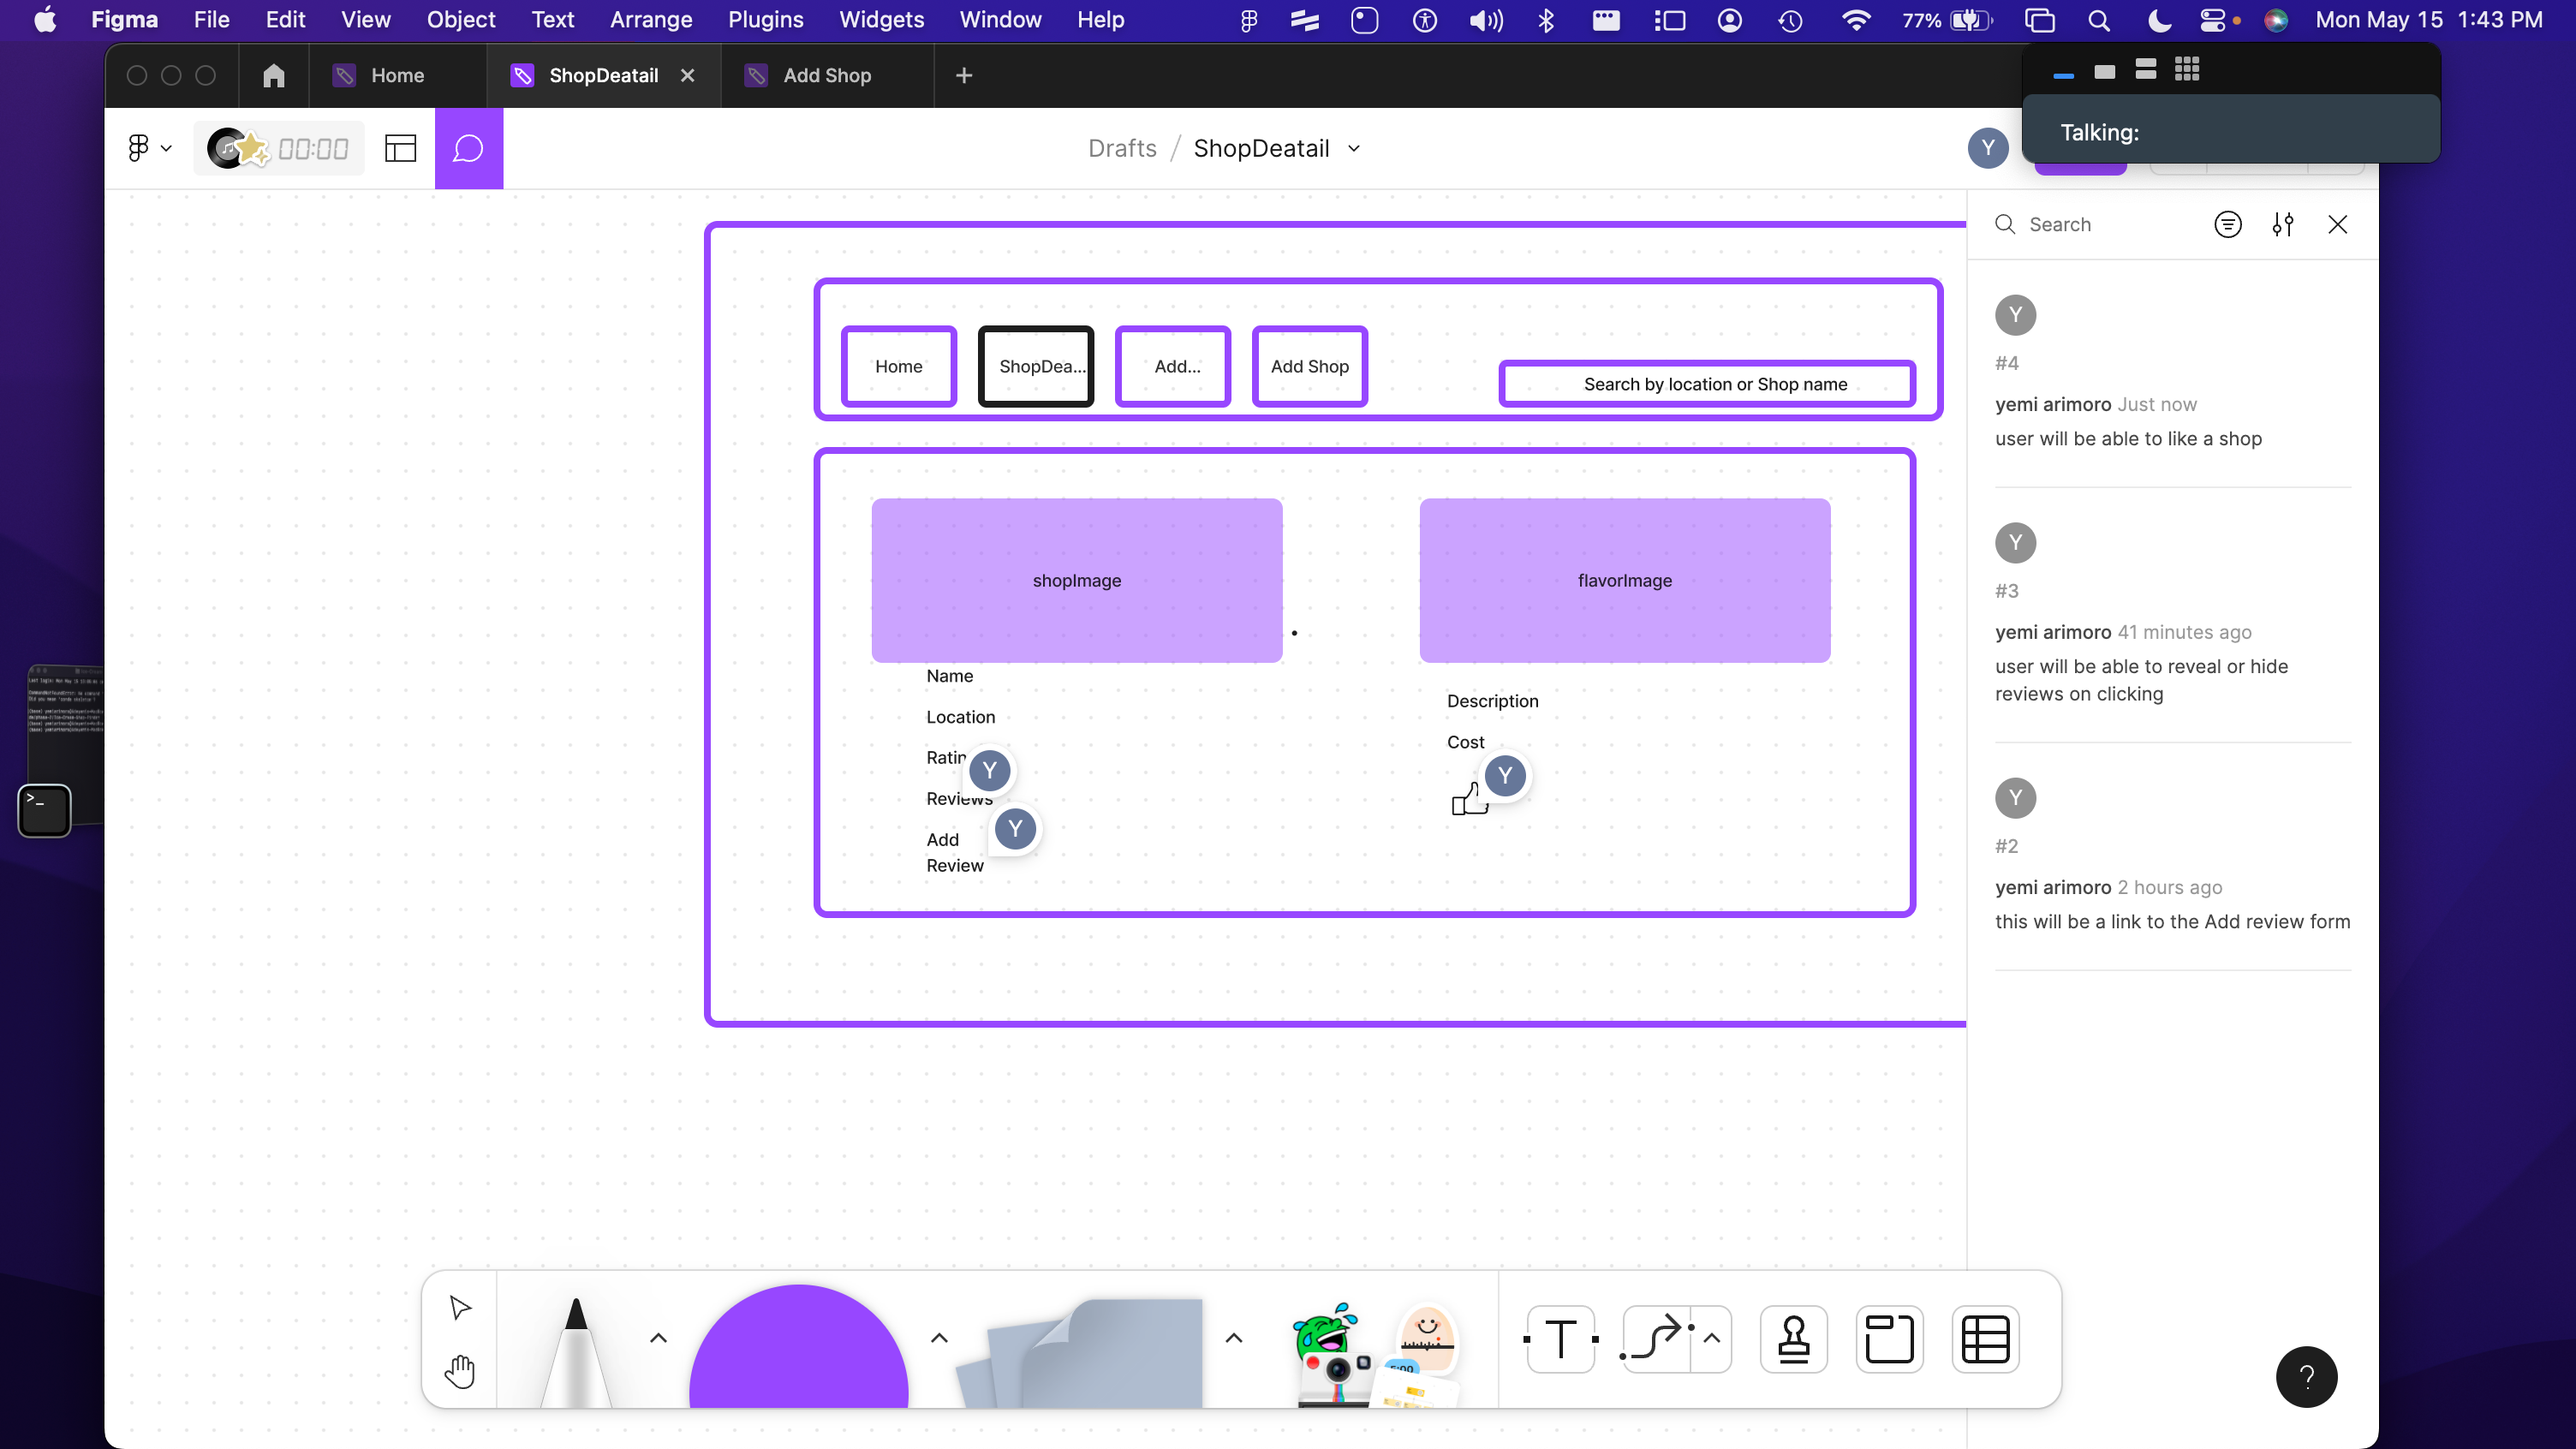 Figma File Edit View Object Text Arrange Plugins Widgets Window Help 77% Mon May 15 1:43 PM
Home ShopDeatail Add Shop
Talking:
00:00 Drafts / ShopDeatail Y
Search
Home ShopDea... Add... Add Shop
Search by location or Shop name
shopImage flavorImage
Name
Location
Ratin
Reviews
Add
Review
Y
Y
Description
Cost
Y
Y
#4
yemi arimoro Just now
user will be able to like a shop
Y
#3
yemi arimoro 41 minutes ago
user will be able to reveal or hide
reviews on clicking
Y
#2
yemi arimoro 2 hours ago
this will be a link to the Add review form
T
?
>_